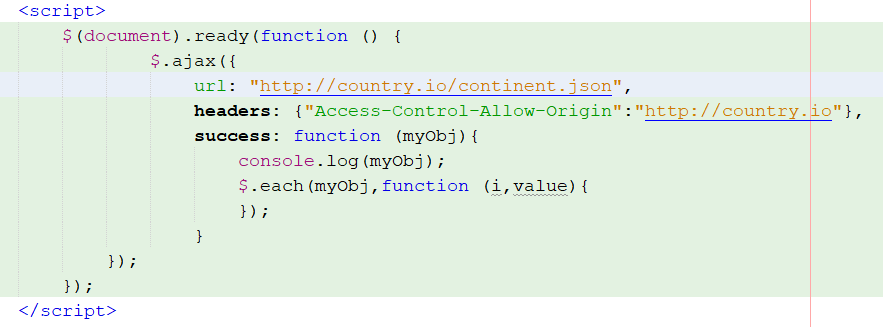 <script>
$(document).ready(function () {
$.ajax({
url: "http://country.io/continent.json",
headers: {"Access-Control-Allow-Origin":"http://country.io"},
success: function (myObj){
console.log(myObj);
$.each(myObj,function (i,value){
});
}
});
});
</script>